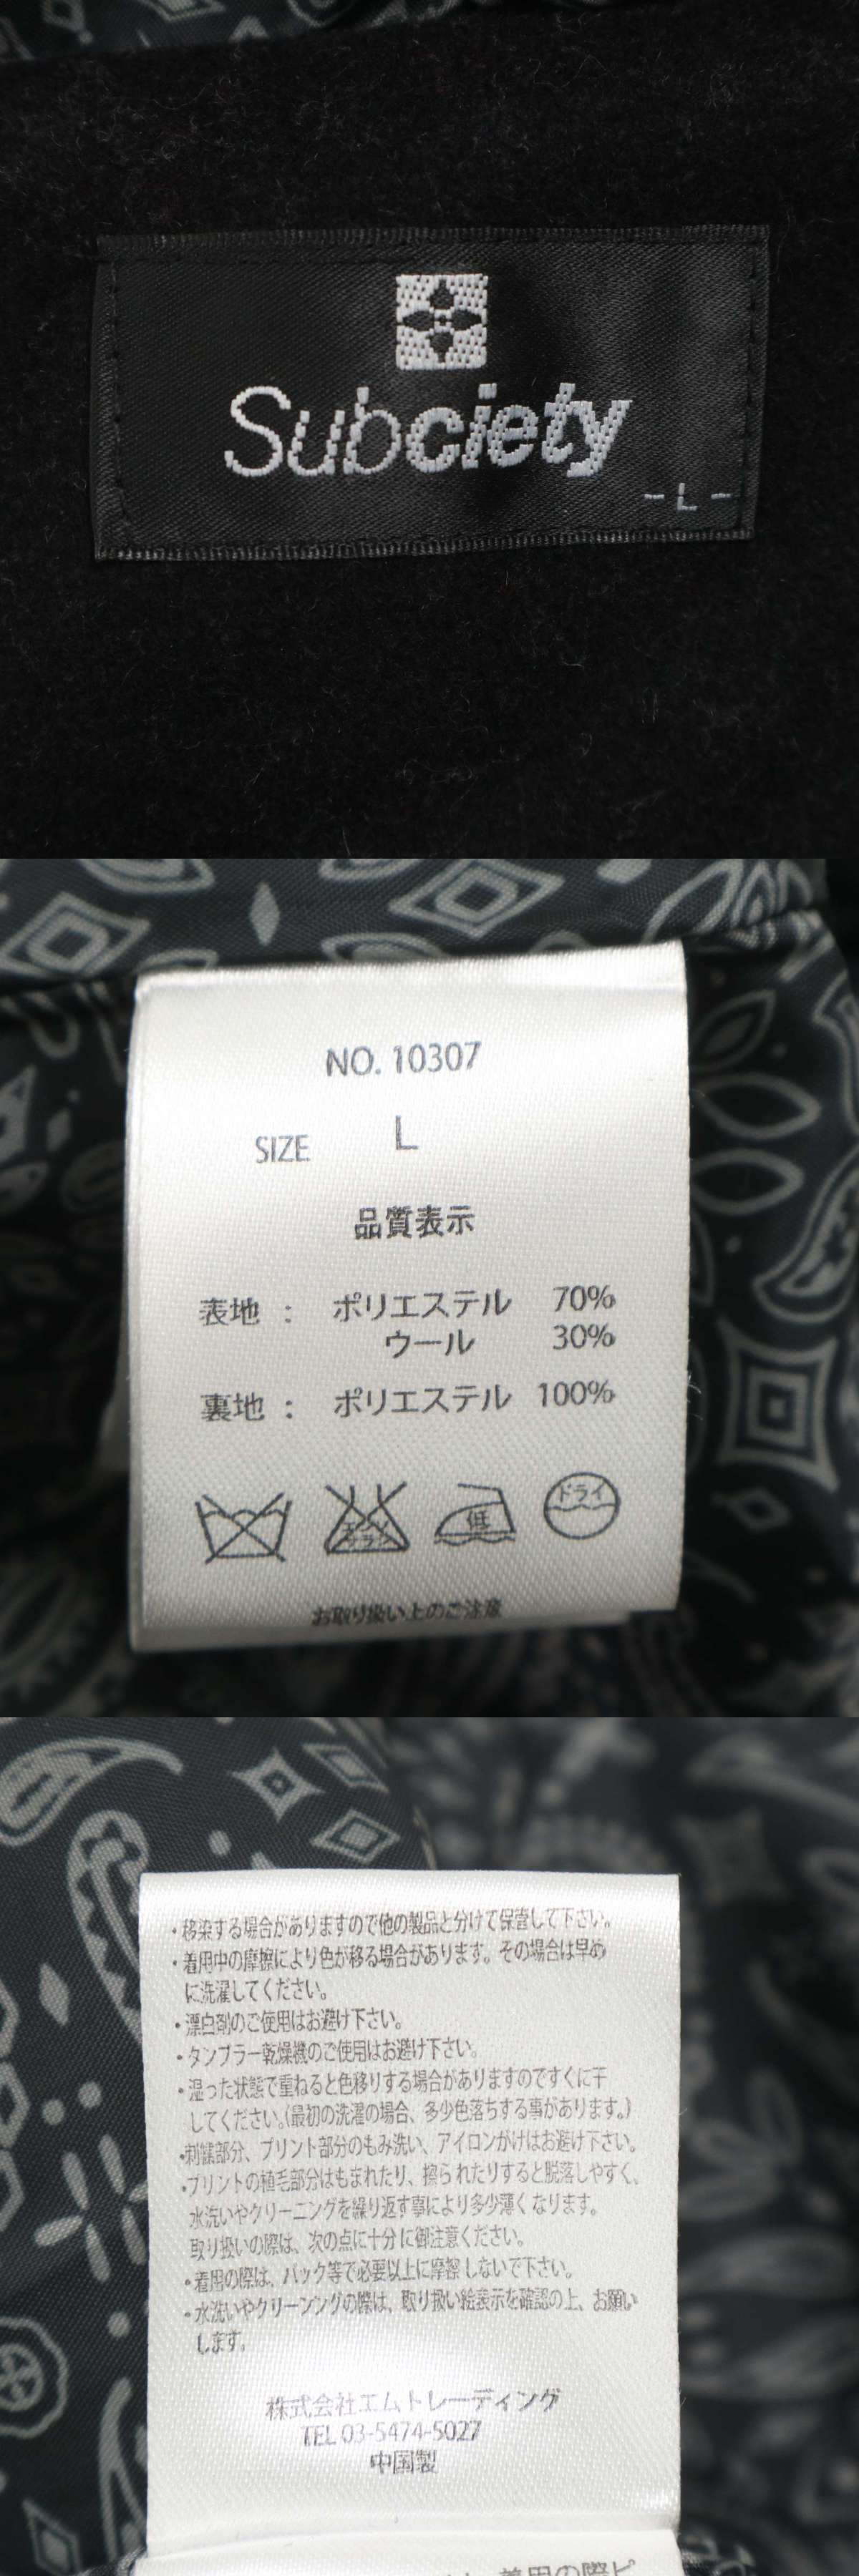 Subciety
- L -
NO. 10307
SIZE L
品質表示
表地 : ポリエステル 70%
ウール 30%
裏地 : ポリエステル 100%
エンソ
サラシ
低
ドライ
お取り扱い上のご注意
・移染する場合がありますので他の製品と分けて保管して下さい。
・着用中の摩擦により色が移る場合があります。その場合は早め
に洗濯してください。
・漂白剤のご使用はお避け下さい。
・タンブラー乾燥機のご使用はお避け下さい。
・湿った状態で重ねると色移りする場合がありますのですぐに干
してください。(最初の洗濯の場合、多少色落ちする事があります。)
・刺繍部分、プリント部分のもみ洗い、アイロンがけはお避け下さい。
・プリントの植毛部分はもまれたり、擦られたりすると脱落しやすく、
水洗いやクリーニングを繰り返す事により多少薄くなります。
取り扱いの際は、次の点に十分に御注意ください。
・着用の際は、バック等で必要以上に摩擦しないで下さい。
・水洗いやクリーンングの際は、取り扱い絵表示を確認の上、お願い
します。
株式会社エムトレーディング
TEL 03-5474-5027
中国製
着用の際ピ